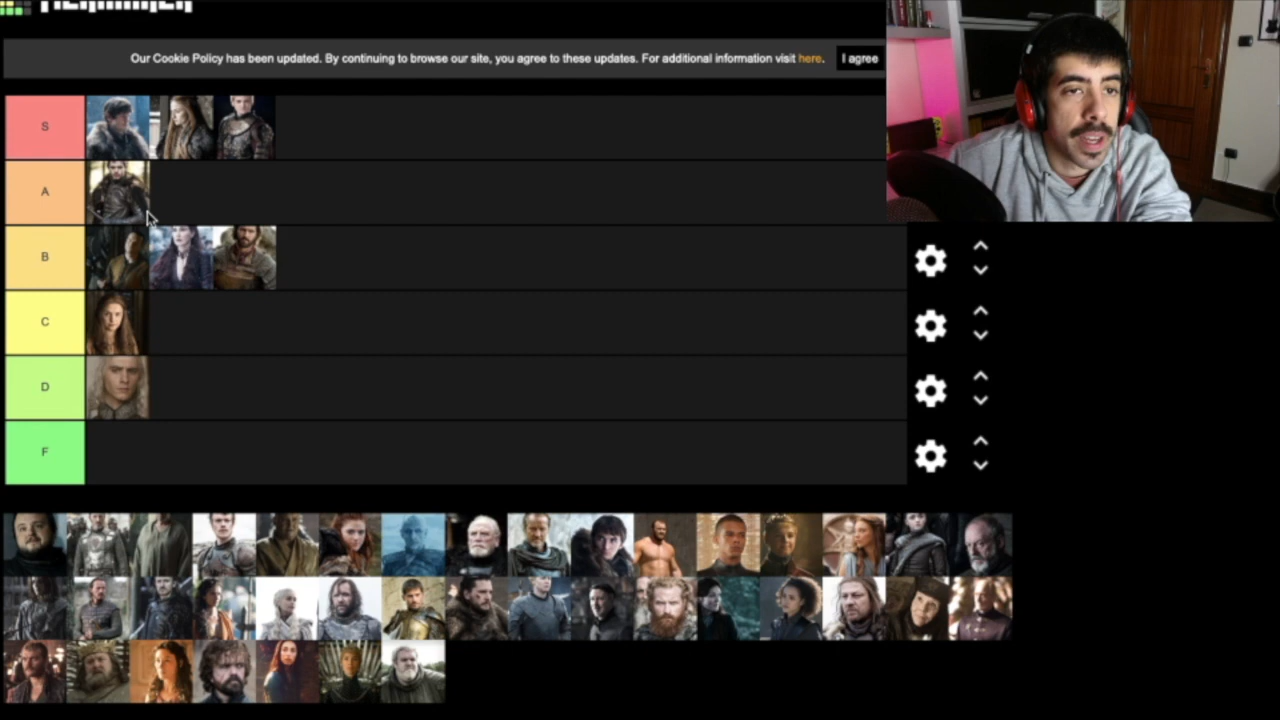 Our Cookie Policy has been updated. By continuing to browse our site, you agree to these updates. For additional information visit here. I agree
S
A
B
C
D
F